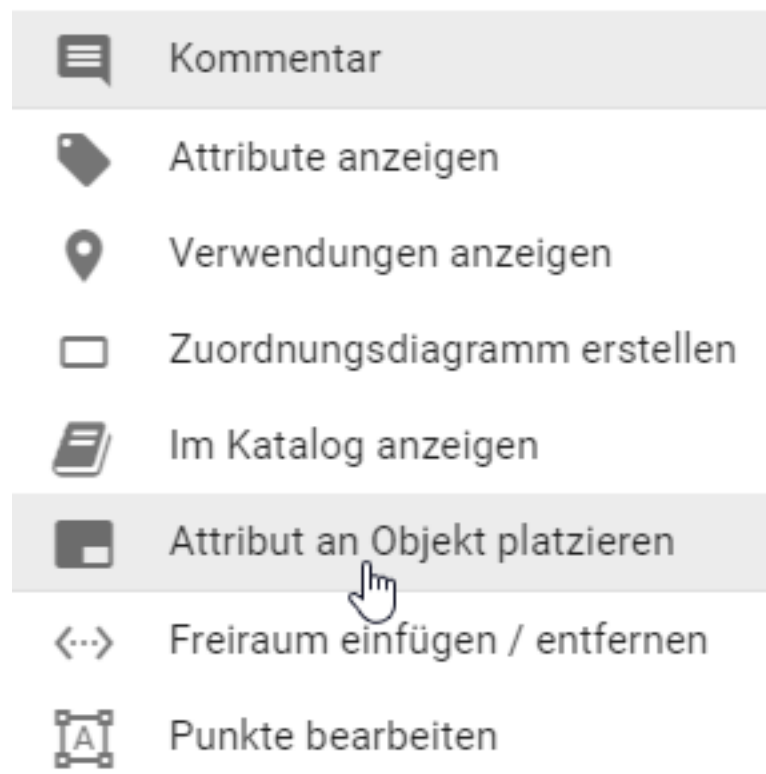 Kommentar
Attribute anzeigen
Verwendungen anzeigen
Zuordnungsdiagramm erstellen
Im Katalog anzeigen
Attribut an Objekt platzieren
Freiraum einfügen / entfernen
A
Punkte bearbeiten